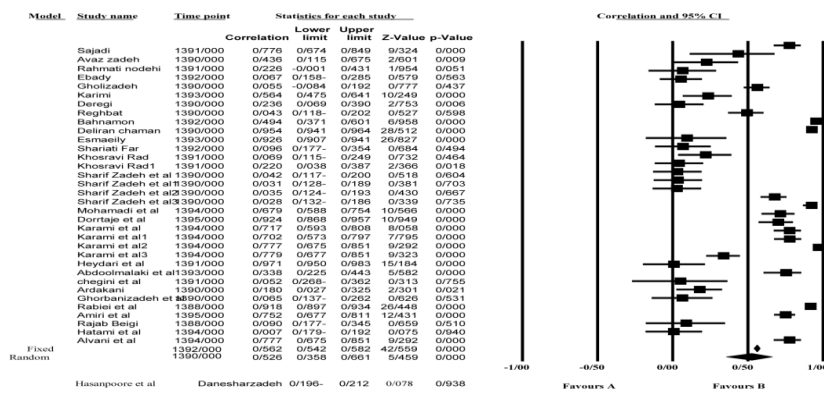 Model Study name Time point Statistics for each study Correlation and 95% CI
Lower Upper
Correlation limit limit Z-Value p-Value
Sajadi 1391/000 0/776 0/674 0/849 9/324 0/000
Avaz zadeh 1390/000 0/436 0/115 0/675 2/601 0/009
Rahmati nodehi 1391/000 0/226 -0/001 0/431 1/954 0/051
Ebady 1392/000 0/067 0/158- 0/285 0/579 0/563
Gholizadeh 1390/000 0/055 -0/084 0/192 0/777 0/437
Karimi 1393/000 0/564 0/475 0/641 10/249 0/000
Deregi 1390/000 0/236 0/069 0/390 2/753 0/006
Reghbat 1390/000 0/043 0/118- 0/202 0/527 0/598
Bahnamon 1392/000 0/494 0/371 0/601 6/958 0/000
Deliran chaman 1390/000 0/954 0/941 0/964 28/512 0/000
Esmaeily 1393/000 0/926 0/907 0/941 26/827 0/000
Shariati Far 1392/000 0/096 0/177- 0/354 0/684 0/494
Khosravi Rad 1391/000 0/069 0/115- 0/249 0/732 0/464
Khosravi Rad1 1391/000 0/220 0/038 0/387 2/366 0/018
Sharif Zadeh et al 1390/000 0/042 0/117- 0/200 0/518 0/604
Sharif Zadeh et al1 1390/000 0/031 0/128- 0/189 0/381 0/703
Sharif Zadeh et al2 1390/000 0/035 0/124- 0/193 0/430 0/667
Sharif Zadeh et al3 1390/000 0/028 0/132- 0/186 0/339 0/735
Mohamadi et al 1394/000 0/679 0/588 0/754 10/566 0/000
Dorrtaje et al 1395/000 0/924 0/868 0/957 10/949 0/000
Karami et al 1394/000 0/717 0/593 0/808 8/058 0/000
Karami et al1 1394/000 0/702 0/573 0/797 7/795 0/000
Karami et al2 1394/000 0/777 0/675 0/851 9/292 0/000
Karami et al3 1394/000 0/779 0/677 0/851 9/323 0/000
Heydari et al 1391/000 0/971 0/950 0/983 15/184 0/000
Abdoolmalaki et al 1393/000 0/338 0/225 0/443 5/582 0/000
chegini et al 1391/000 0/052 0/268- 0/362 0/313 0/755
Ardakani 1390/000 0/180 0/027 0/325 2/301 0/021
Ghorbanizadeh et al 1390/000 0/065 0/137- 0/262 0/626 0/531
Rabiei et al 1388/000 0/918 0/897 0/934 26/448 0/000
Amiri et al 1395/000 0/752 0/677 0/811 12/431 0/000
Rajab Beigi 1388/000 0/090 0/177- 0/345 0/659 0/510
Hatami et al 1394/000 0/007 0/179- 0/192 0/075 0/940
Alvani et al 1394/000 0/777 0/675 0/851 9/292 0/000
Fixed 1392/000 0/562 0/542 0/582 42/559 0/000
Random 1390/000 0/526 0/358 0/661 5/459 0/000
-1/00 -0/50 0/00 0/50 1/00
Hasanpoore et al Danesharzadeh 0/196- 0/212 0/078 0/938
Favours A Favours B